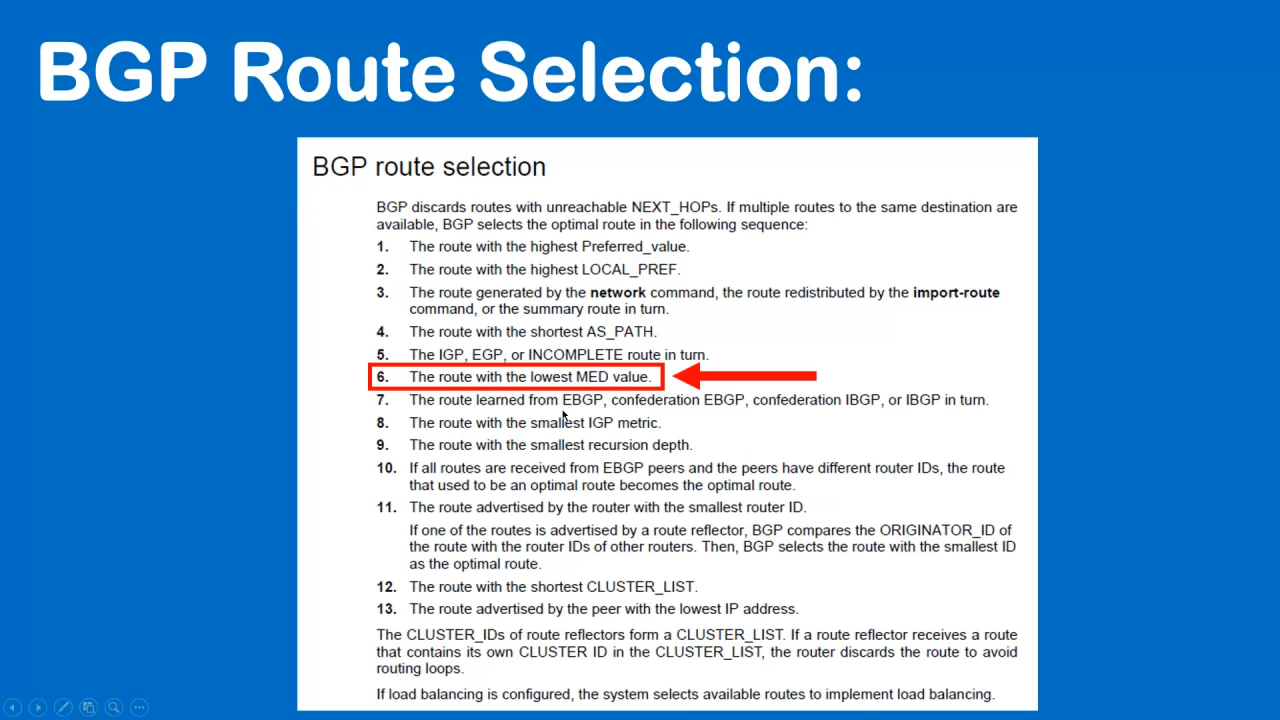 BGP Route Selection:
BGP route selection
BGP discards routes with unreachable NEXT_HOPs. If multiple routes to the same destination are
available, BGP selects the optimal route in the following sequence:
1. The route with the highest Preferred_value.
2. The route with the highest LOCAL_PREF.
3. The route generated by the network command, the route redistributed by the import-route
command, or the summary route in turn.
4. The route with the shortest AS_PATH.
5. The IGP, EGP, or INCOMPLETE route in turn.
6. The route with the lowest MED value.
7. The route learned from EBGP, confederation EBGP, confederation IBGP, or IBGP in turn.
8. The route with the smallest IGP metric.
9. The route with the smallest recursion depth.
10. If all routes are received from EBGP peers and the peers have different router IDs, the route
that used to be an optimal route becomes the optimal route.
11. The route advertised by the router with the smallest router ID.
If one of the routes is advertised by a route reflector, BGP compares the ORIGINATOR_ID of
the route with the router IDs of other routers. Then, BGP selects the route with the smallest ID
as the optimal route.
12. The route with the shortest CLUSTER_LIST.
13. The route advertised by the peer with the lowest IP address.
The CLUSTER_IDs of route reflectors form a CLUSTER_LIST. If a route reflector receives a route
that contains its own CLUSTER ID in the CLUSTER_LIST, the router discards the route to avoid
routing loops.
If load balancing is configured, the system selects available routes to implement load balancing.